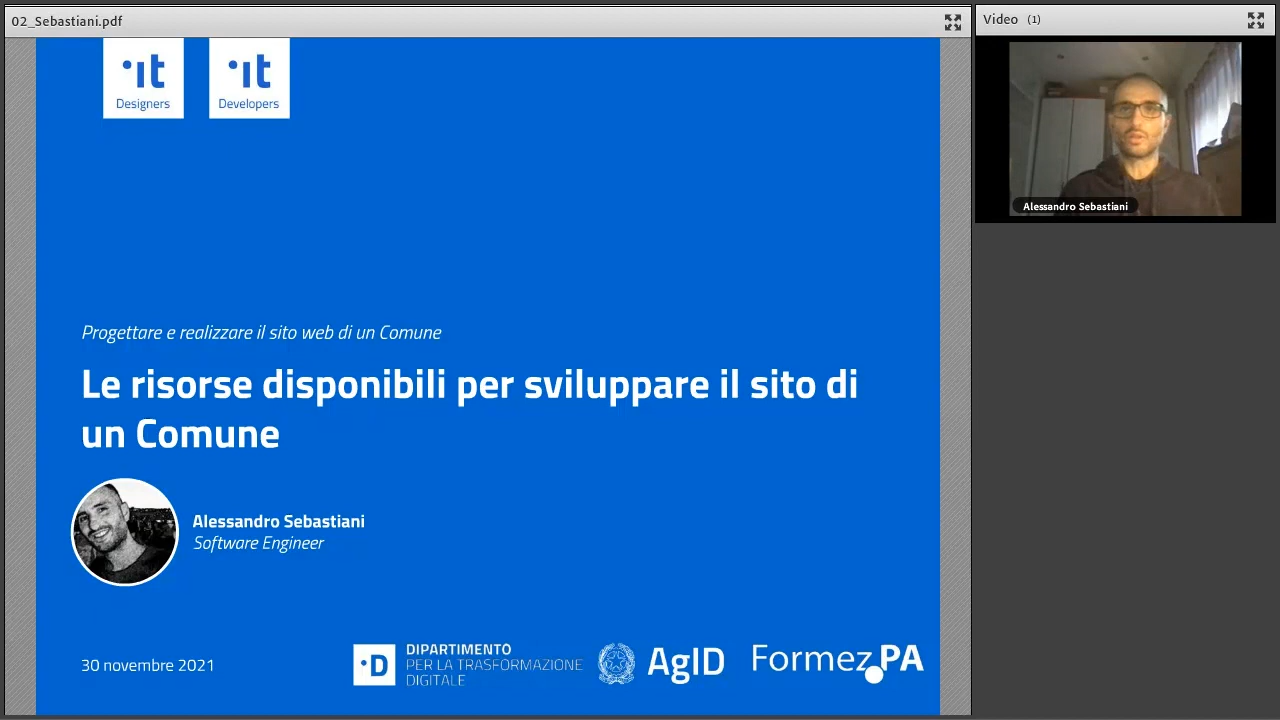 02_Sebastiani.pdf
Video (1)
·it
Designers
·it
Developers
Alessandro Sebastiani
Progettare e realizzare il sito web di un Comune
Le risorse disponibili per sviluppare il sito di
un Comune
Alessandro Sebastiani
Software Engineer
30 novembre 2021
·D
DIPARTIMENTO
PER LA TRASFORMAZIONE
DIGITALE
AgID
Formez.PA